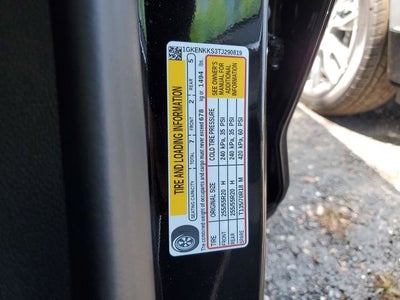 1GKENKKS3TJ290819
TIRE AND LOADING INFORMATION
SEATING CAPACITY TOTAL 7 FRONT 2 REAR 5
The combined weight of occupants and cargo must never exceed 678 kg or 1494 lbs.
TIRE ORIGINAL SIZE COLD TIRE PRESSURE
FRONT 255/55R20 H 240 kPa, 35 PSI
REAR 255/55R20 H 240 kPa, 35 PSI
SPARE T135/70R18 M 420 kPa, 60 PSI
SEE OWNER'S
MANUAL FOR
ADDITIONAL
INFORMATION